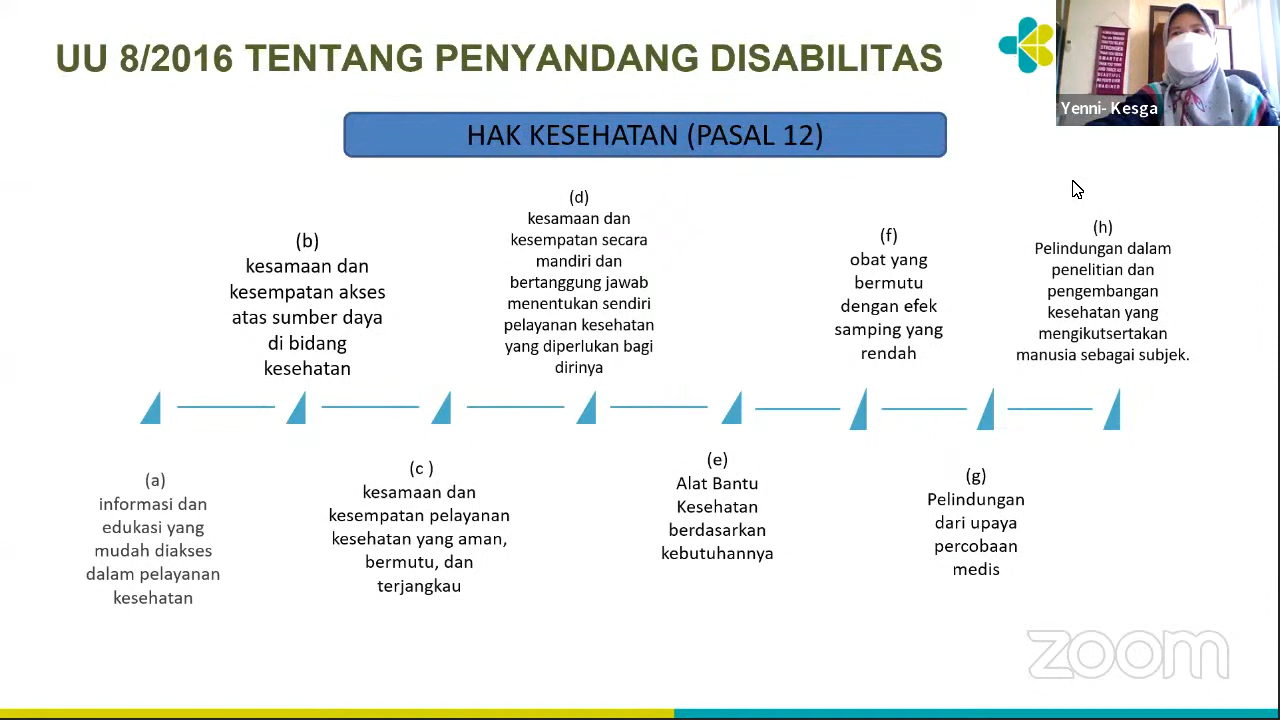 UU 8/2016 TENTANG PENYANDANG DISABILITAS
Yenni- Kesga
HAK KESEHATAN (PASAL 12)
(a)
informasi dan
edukasi yang
mudah diakses
dalam pelayanan
kesehatan
(b)
kesamaan dan
kesempatan akses
atas sumber daya
di bidang
kesehatan
(c )
kesamaan dan
kesempatan pelayanan
kesehatan yang aman,
bermutu, dan
terjangkau
(d)
kesamaan dan
kesempatan secara
mandiri dan
bertanggung jawab
menentukan sendiri
pelayanan kesehatan
yang diperlukan bagi
dirinya
(e)
Alat Bantu
Kesehatan
berdasarkan
kebutuhannya
(f)
obat yang
bermutu
dengan efek
samping yang
rendah
(g)
Pelindungan
dari upaya
percobaan
medis
(h)
Pelindungan dalam
penelitian dan
pengembangan
kesehatan yang
mengikutsertakan
manusia sebagai subjek.
zoom